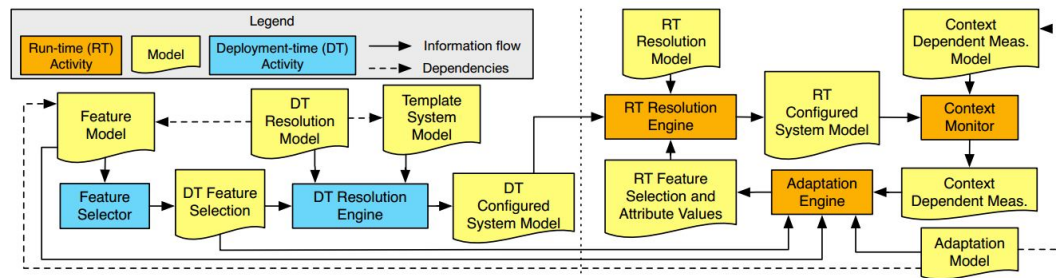 Legend
Run-time (RT)
Activity
Model
Deployment-time (DT)
Activity
Information flow
Dependencies
Feature
Model
DT
Resolution
Model
Template
System
Model
Feature
Selector
DT Feature
Selection
DT Resolution
Engine
DT
Configured
System Model
RT
Resolution
Model
RT Resolution
Engine
RT
Configured
System Model
Context
Dependent Meas.
Model
Context
Monitor
RT Feature
Selection and
Attribute Values
Adaptation
Engine
Context
Dependent Meas.
Adaptation
Model